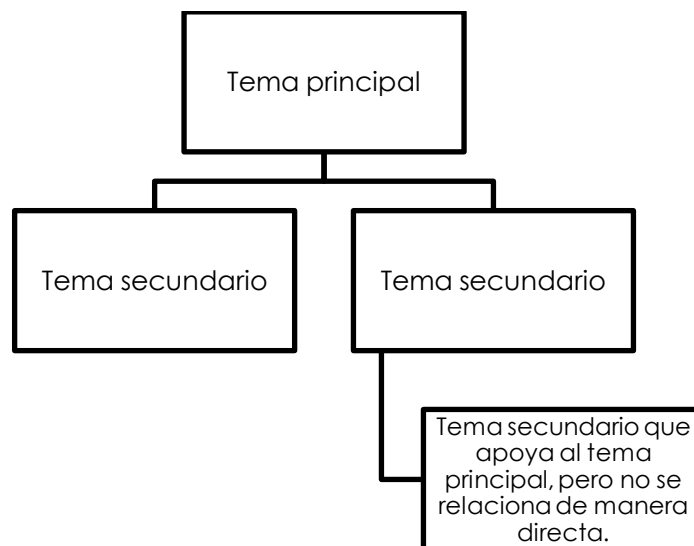 Tema principal
Tema secundario
Tema secundario
Tema secundario que
apoya al tema
principal, pero no se
relaciona de manera
directa.